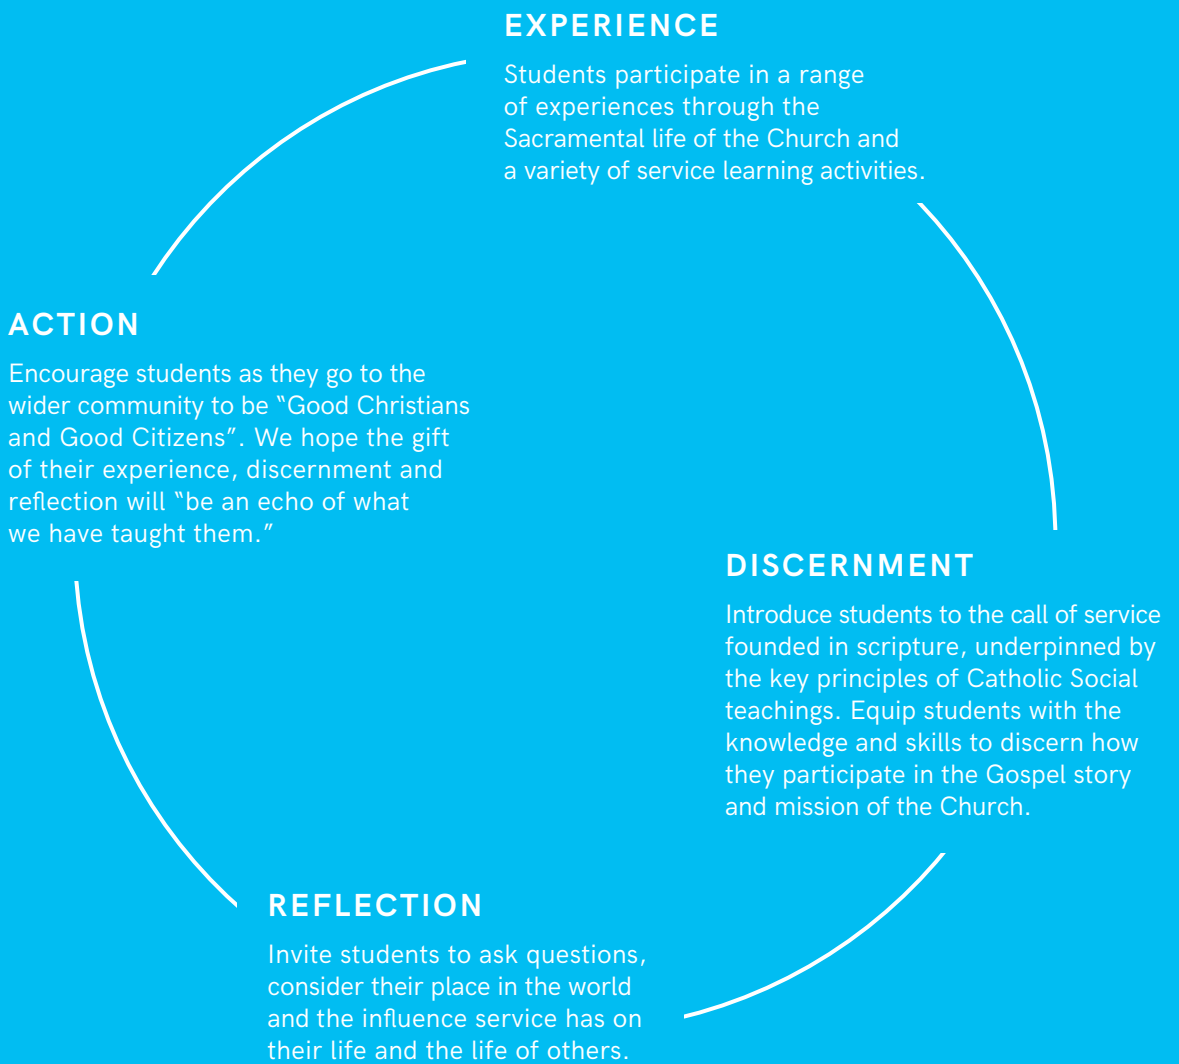 EXPERIENCE
Students participate in a range
of experiences through the
Sacramental life of the Church and
a variety of service learning activities.
ACTION
Encourage students as they go to the
wider community to be “Good Christians
and Good Citizens”. We hope the gift
of their experience, discernment and
reflection will “be an echo of what
we have taught them.”
DISCERNMENT
Introduce students to the call of service
founded in scripture, underpinned by
the key principles of Catholic Social
teachings. Equip students with the
knowledge and skills to discern how
they participate in the Gospel story
and mission of the Church.
REFLECTION
Invite students to ask questions,
consider their place in the world
and the influence service has on
their life and the life of others.